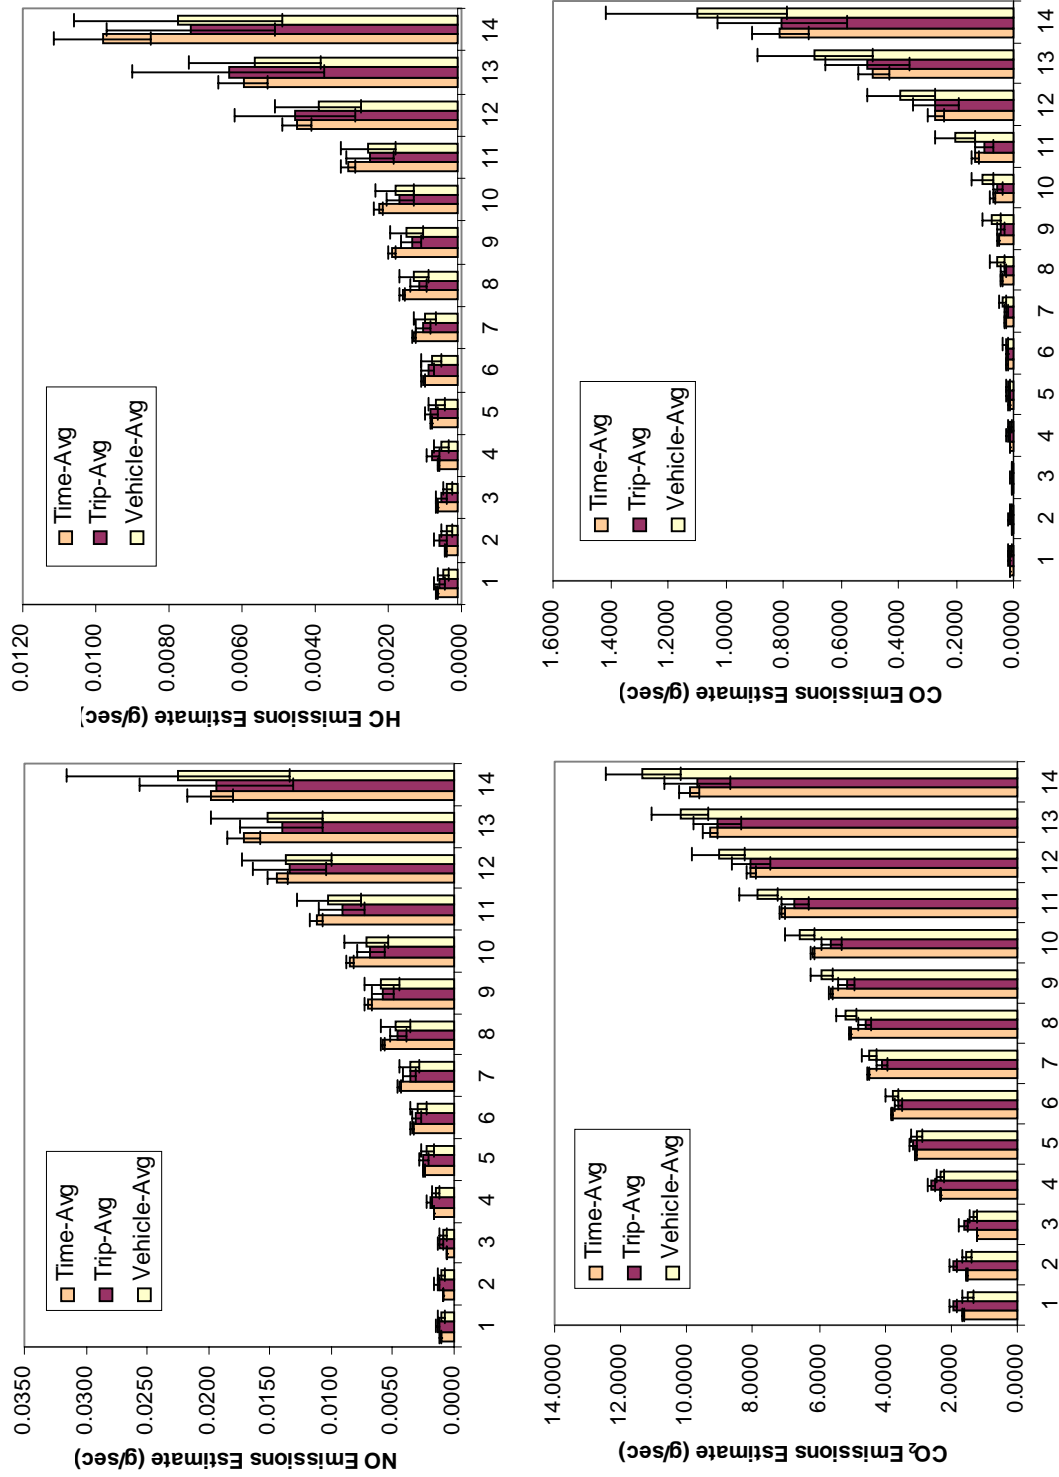 NO Emissions Estimate (g/sec)
0.0350
0.0300
0.0250
0.0200
0.0150
0.0100
0.0050
0.0000
Time-Avg
Trip-Avg
Vehicle-Avg
1 2 3 4 5 6 7 8 9 10 11 12 13 14
HC Emissions Estimate (g/sec)
0.0120
0.0100
0.0080
0.0060
0.0040
0.0020
0.0000
Time-Avg
Trip-Avg
Vehicle-Avg
1 2 3 4 5 6 7 8 9 10 11 12 13 14
CO₂ Emissions Estimate (g/sec)
14.0000
12.0000
10.0000
8.0000
6.0000
4.0000
2.0000
0.0000
Time-Avg
Trip-Avg
Vehicle-Avg
1 2 3 4 5 6 7 8 9 10 11 12 13 14
CO Emissions Estimate (g/sec)
1.6000
1.4000
1.2000
1.0000
0.8000
0.6000
0.4000
0.2000
0.0000
Time-Avg
Trip-Avg
Vehicle-Avg
1 2 3 4 5 6 7 8 9 10 11 12 13 14